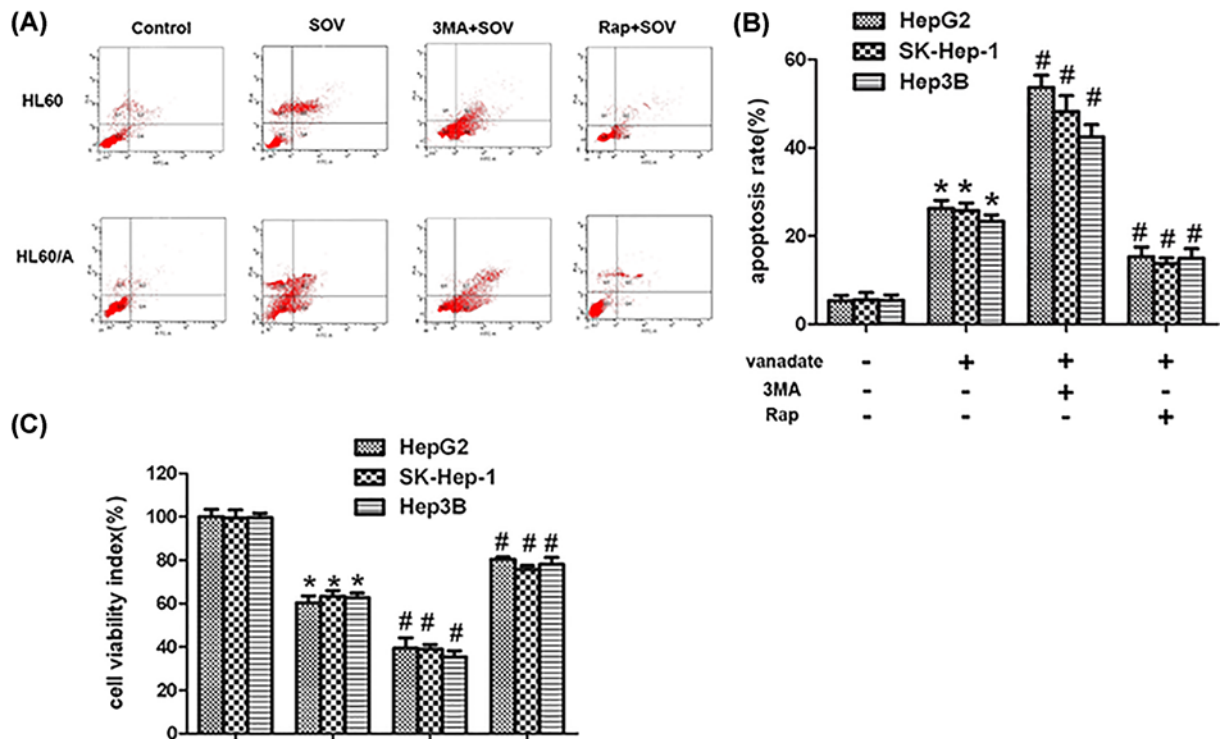 (A)
Control SOV 3MA+SOV Rap+SOV
HL60
HL60/A
(B)
HepG2
SK-Hep-1
Hep3B
apoptosis rate(%)
60
40
20
0
* * *
# # #
# # #
vanadate - + + +
3MA - - + -
Rap - - - +
(C)
HepG2
SK-Hep-1
Hep3B
cell viability index(%)
120
100
80
60
40
20
0
* * *
# # #
# # #